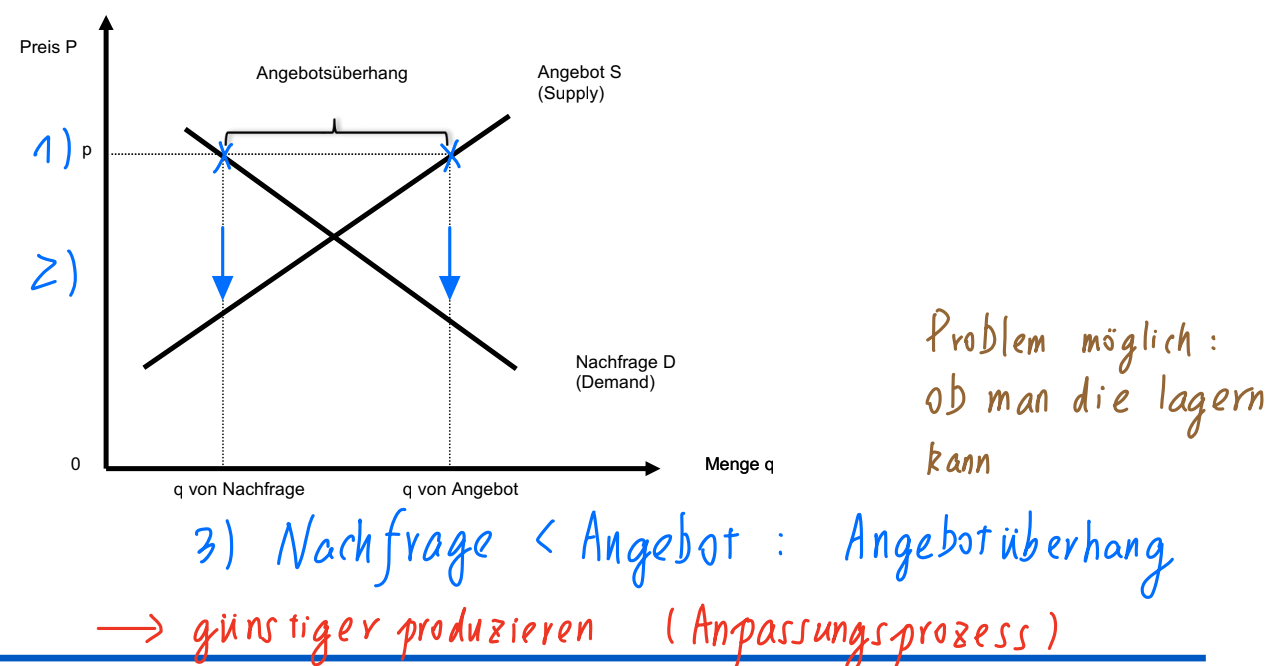 Preis P
Angebotsüberhang
Angebot S
(Supply)
1) p
2)
Nachfrage D
(Demand)
Problem möglich:
ob man die lagern
kann
0
Menge q
q von Nachfrage
q von Angebot
3) Nachfrage < Angebot : Angebotüberhang
→ günstiger produzieren (Anpassungsprozess)